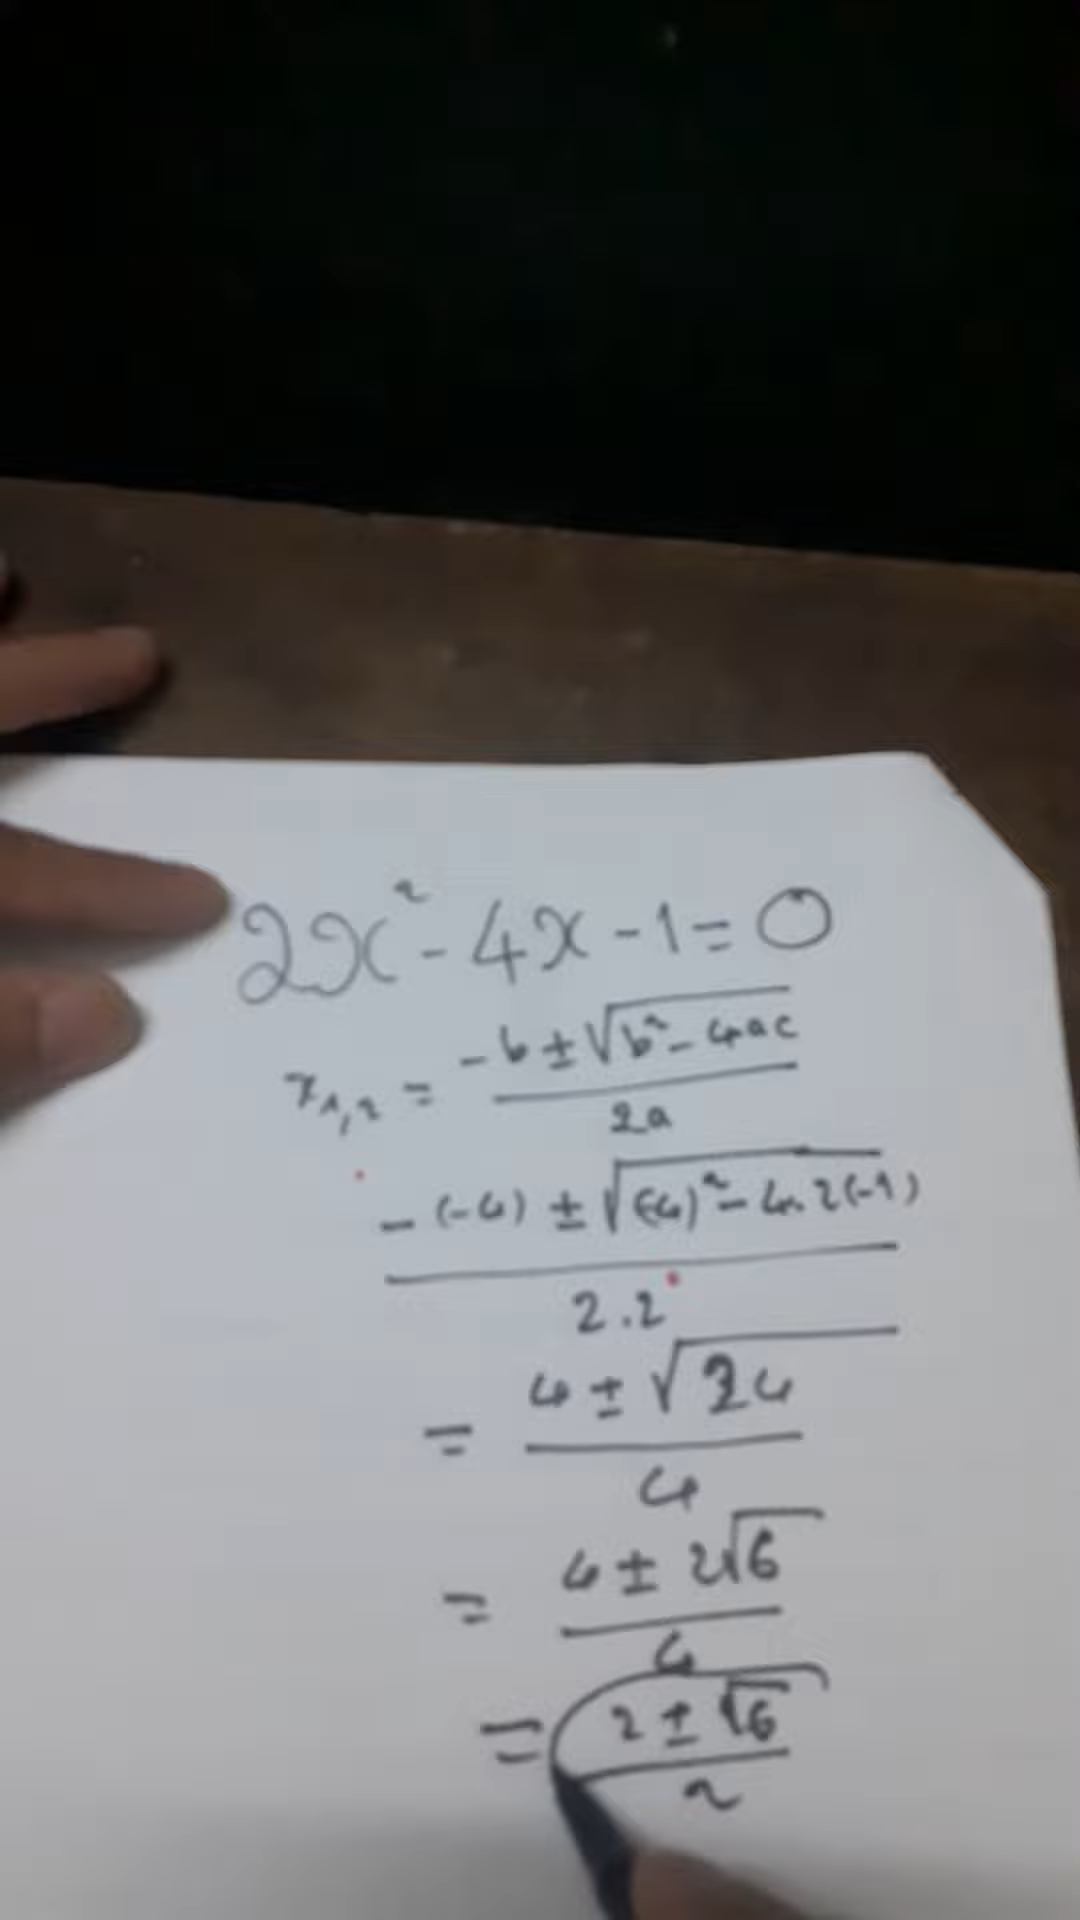 2x² - 4x - 1 = 0
x₁,₂ = (-b ± √(b² - 4ac)) / 2a
(-(-4) ± √((-4)² - 4.2(-1))) / 2.2
= (4 ± √24) / 4
= (4 ± 2√6) / 4
= (2 ± √6) / 2